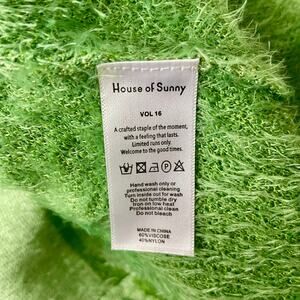 House of Sunny
VOL 16
A crafted staple of the moment,
with a feeling that lasts.
Limited runs only.
Welcome to the good times.
Hand wash only or
professional cleaning
Turn inside out for wash
Do not tumble dry
Iron on low heat
Professional Clean
Do not bleach
MADE IN CHINA
60%VISCOSE
40%NYLON